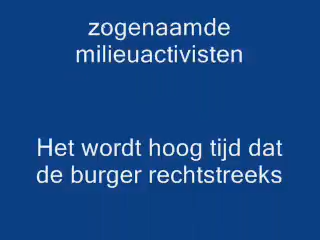 zogenaamde
milieuactivisten
Het wordt hoog tijd dat
de burger rechtstreeks